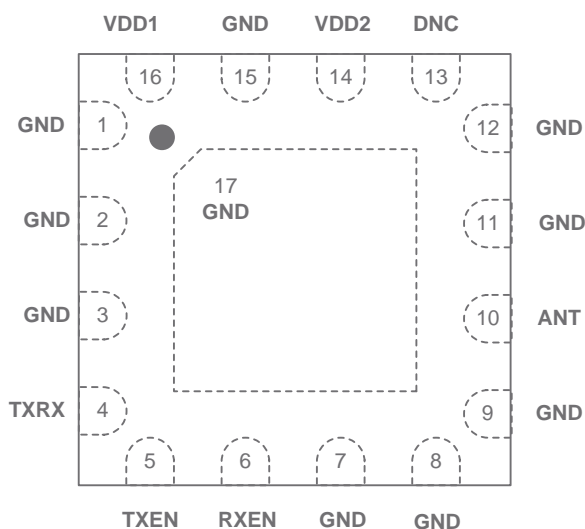 VDD1 GND VDD2 DNC
16 15 14 13
GND 1 12 GND
17
GND
GND 2 11 GND
GND 3 10 ANT
TXRX 4 9 GND
5 6 7 8
TXEN RXEN GND GND